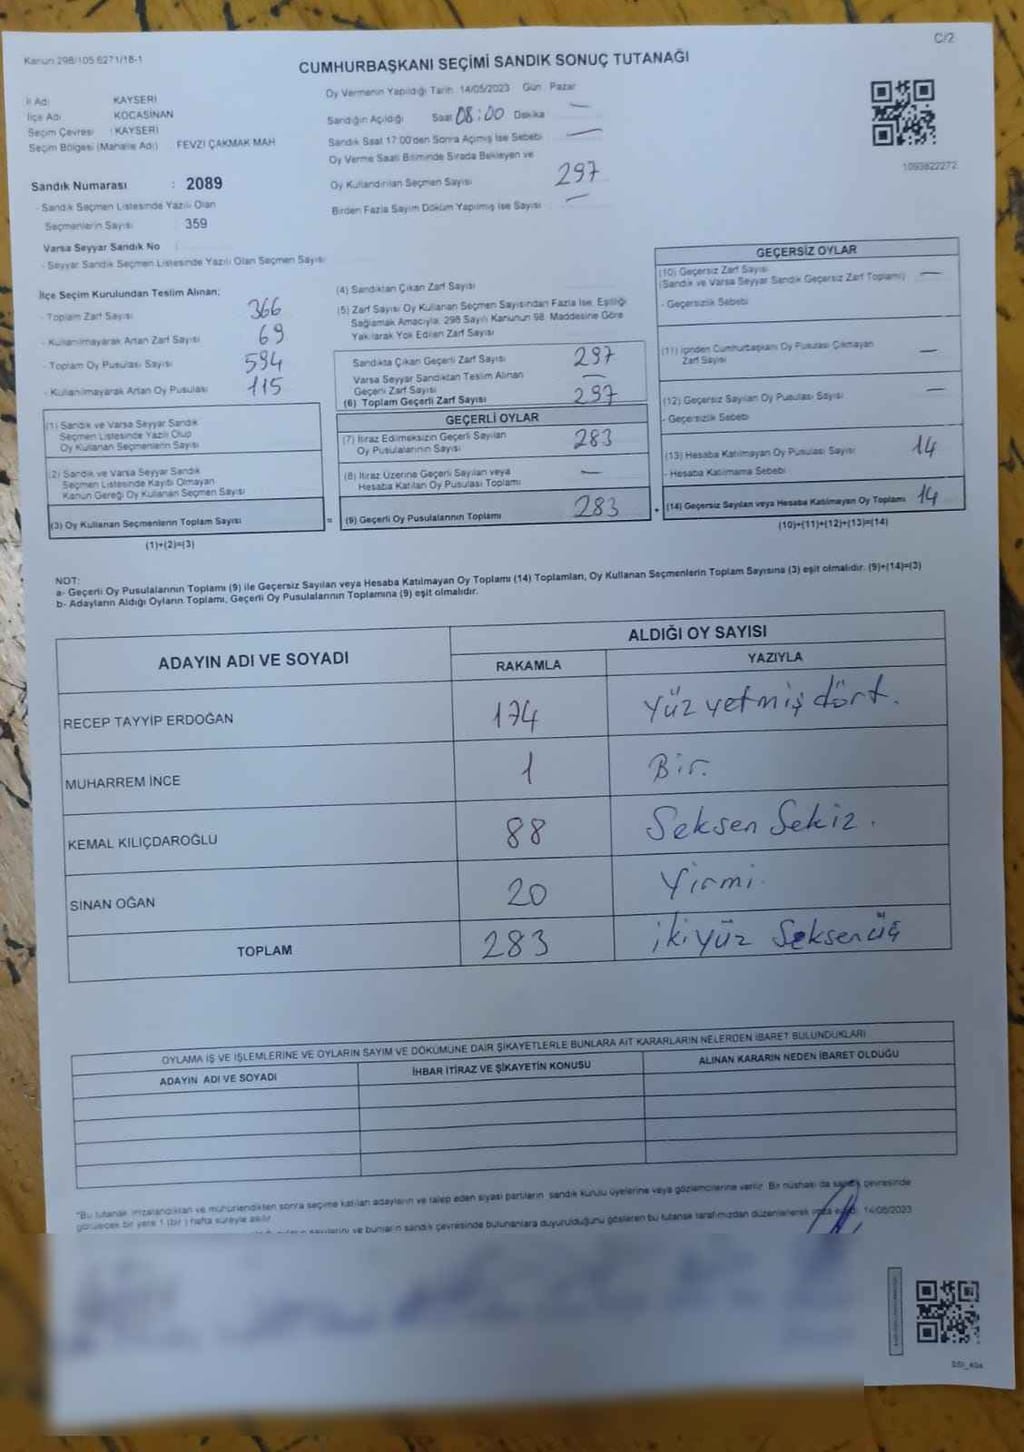 C/2
Kanun 298/105 6271/18-1
CUMHURBAŞKANI SEÇİMİ SANDIK SONUÇ TUTANAĞI
İl Adı : KAYSERİ
İlçe Adı : KOCASİNAN
Seçim Çevresi : KAYSERİ
Seçim Bölgesi (Mahalle Adı) FEVZİ ÇAKMAK MAH
Sandık Numarası : 2089
- Sandık Seçmen Listesinde Yazılı Olan
Seçmenlerin Sayısı 359
Varsa Seyyar Sandık No
- Seyyar Sandık Seçmen Listesinde Yazılı Olan Seçmen Sayısı
Oy Vermenin Yapıldığı Tarih 14/05/2023 Gün Pazar
Sandığın Açıldığı Saat 08:00 Dakika —
Sandık Saat 17:00'den Sonra Açımış İse Sebebi —
Oy Verme Saati Bitiminde Sırada Bekleyen ve
Oy Kullandırılan Seçmen Sayısı 297
Birden Fazla Sayım Döküm Yapılmış İse Sayısı —
1093822272
İlçe Seçim Kurulundan Teslim Alınan;
- Toplam Zarf Sayısı 366
- Kullanılmayarak Artan Zarf Sayısı 69
- Toplam Oy Pusulası Sayısı 594
- Kullanılmayarak Artan Oy Pusulası 115
(1) Sandık ve Varsa Seyyar Sandık
Seçmen Listesinde Yazılı Olup
Oy Kullanan Seçmenlerin Sayısı
(2) Sandık ve Varsa Seyyar Sandık
Seçmen Listesinde Kayıtlı Olmayan
Kanun Gereği Oy Kullanan Seçmen Sayısı
(3) Oy Kullanan Seçmenlerin Toplam Sayısı
(1)+(2)=(3)
(4) Sandıktan Çıkan Zarf Sayısı
(5) Zarf Sayısı Oy Kullanan Seçmen Sayısından Fazla İse, Eşitliği
Sağlamak Amacıyla, 298 Sayılı Kanunun 98. Maddesine Göre
Yakılarak Yok Edilen Zarf Sayısı
Sandıkta Çıkan Geçerli Zarf Sayısı 297
Varsa Seyyar Sandıktan Teslim Alınan
Geçerli Zarf Sayısı —
(6) Toplam Geçerli Zarf Sayısı 297
GEÇERLİ OYLAR
(7) İtiraz Edilmeksizin Geçerli Sayılan
Oy Pusulalarının Sayısı 283
(8) İtiraz Üzerine Geçerli Sayılan veya
Hesaba Katılan Oy Pusulası Toplamı —
= (9) Geçerli Oy Pusulalarının Toplamı 283
GEÇERSİZ OYLAR
(10) Geçersiz Zarf Sayısı —
(Sandık ve Varsa Seyyar Sandık Geçersiz Zarf Toplamı)
- Geçersizlik Sebebi
(11) İçinden Cumhurbaşkanı Oy Pusulası Çıkmayan
Zarf Sayısı —
(12) Geçersiz Sayılan Oy Pusulası Sayısı —
- Geçersizlik Sebebi
(13) Hesaba Katılmayan Oy Pusulası Sayısı 14
- Hesaba Katılmama Sebebi
+ (14) Geçersiz Sayılan veya Hesaba Katılmayan Oy Toplamı 14
(10)+(11)+(12)+(13)=(14)
NOT:
a- Geçerli Oy Pusulalarının Toplamı (9) ile Geçersiz Sayılan veya Hesaba Katılmayan Oy Toplamı (14) Toplamları, Oy Kullanan Seçmenlerin Toplam Sayısına (3) eşit olmalıdır. (9)+(14)=(3)
b- Adayların Aldığı Oyların Toplamı, Geçerli Oy Pusulalarının Toplamına (9) eşit olmalıdır.
ADAYIN ADI VE SOYADI ALDIĞI OY SAYISI
RAKAMLA YAZIYLA
RECEP TAYYİP ERDOĞAN 174 yüz yetmiş dört.
MUHARREM İNCE 1 Bir.
KEMAL KILIÇDAROĞLU 88 Seksen Sekiz.
SİNAN OĞAN 20 Yirmi.
TOPLAM 283 ikiyüz Seksenüç
OYLAMA İŞ VE İŞLEMLERİNE VE OYLARIN SAYIM VE DÖKÜMÜNE DAİR ŞİKAYETLERLE BUNLARA AİT KARARLARIN NELERDEN İBARET BULUNDUKLARI
ADAYIN ADI VE SOYADI İHBAR İTİRAZ VE ŞİKAYETİN KONUSU ALINAN KARARIN NEDEN İBARET OLDUĞU
*Bu tutanak imzalandıktan ve mühürlendikten sonra seçime katılan adayların ve talep eden siyasi partilerin sandık kurulu üyelerine veya gözlemcilerine verilir. Bir nüshası da sandık çevresinde
görülecek bir yere 1 (bir) hafta süreyle asılır.
sayılarını ve bunların sandık çevresinde bulunanlara duyurulduğunu gösteren bu tutanak tarafımızdan düzenlenerek imza edildi. 14/05/2023